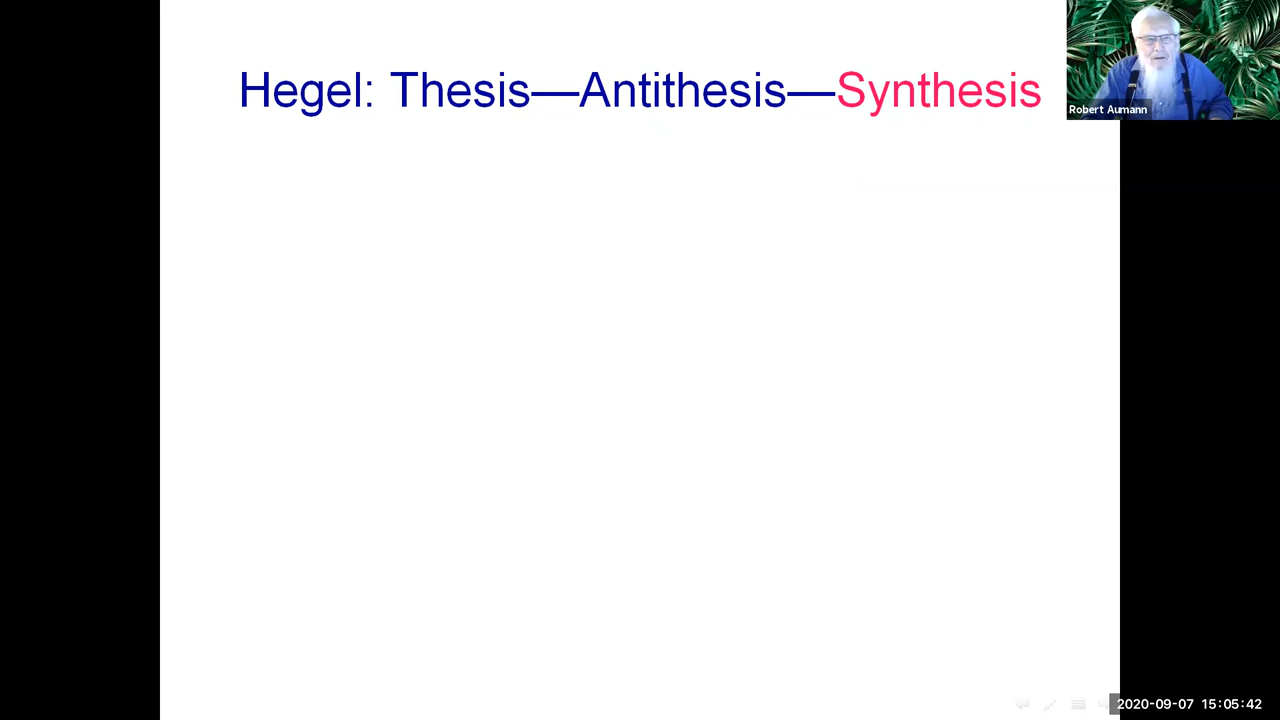 Hegel: Thesis—Antithesis—Synthesis
Robert Aumann
2020-09-07 15:05:42